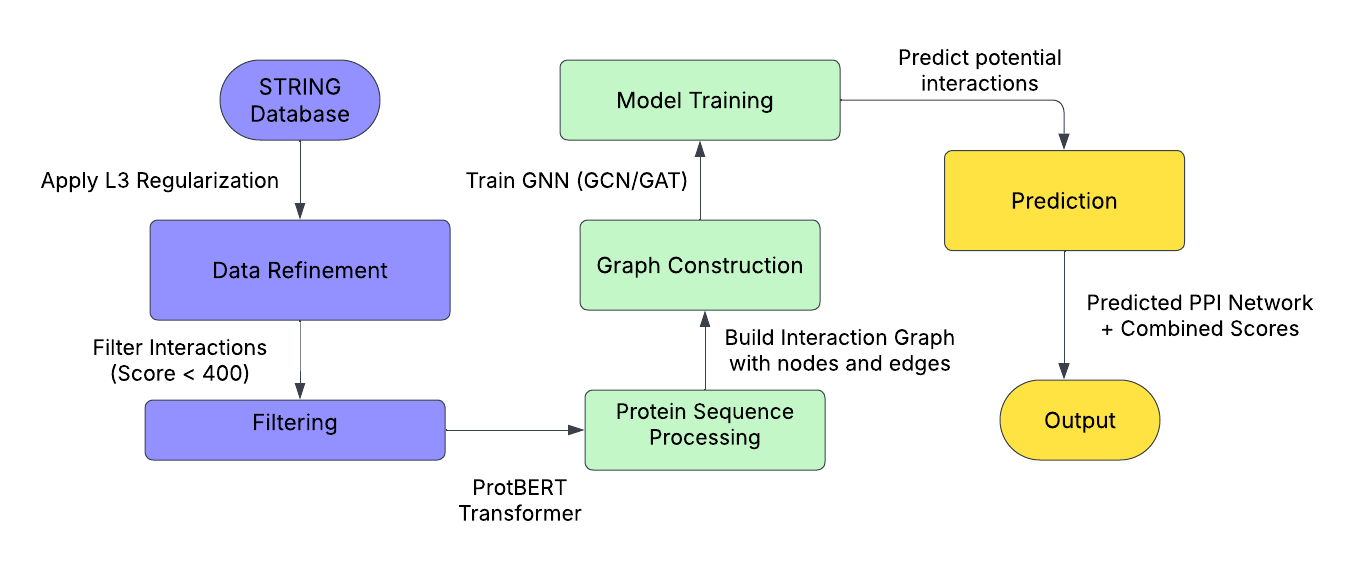 STRING
Database
Apply L3 Regularization
Data Refinement
Filter Interactions
(Score < 400)
Filtering
ProtBERT
Transformer
Protein Sequence
Processing
Build Interaction Graph
with nodes and edges
Graph Construction
Train GNN (GCN/GAT)
Model Training
Predict potential
interactions
Prediction
Predicted PPI Network
+ Combined Scores
Output